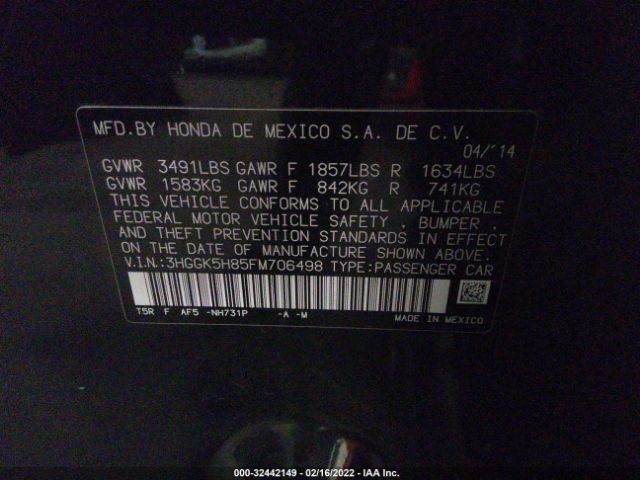 MFD.BY HONDA DE MEXICO S.A. DE C.V.
04/'14
GVWR 3491LBS GAWR F 1857LBS R 1634LBS
GVWR 1583KG GAWR F 842KG R 741KG
THIS VEHICLE CONFORMS TO ALL APPLICABLE
FEDERAL MOTOR VEHICLE SAFETY , BUMPER ,
AND THEFT PREVENTION STANDARDS IN EFFECT
ON THE DATE OF MANUFACTURE SHOWN ABOVE.
V.I.N.:3HGGK5H85FM706498 TYPE:PASSENGER CAR
T5R F AF5 -NH731P -A -M
MADE IN MEXICO
000-32442149 - 02/16/2022 - IAA Inc.